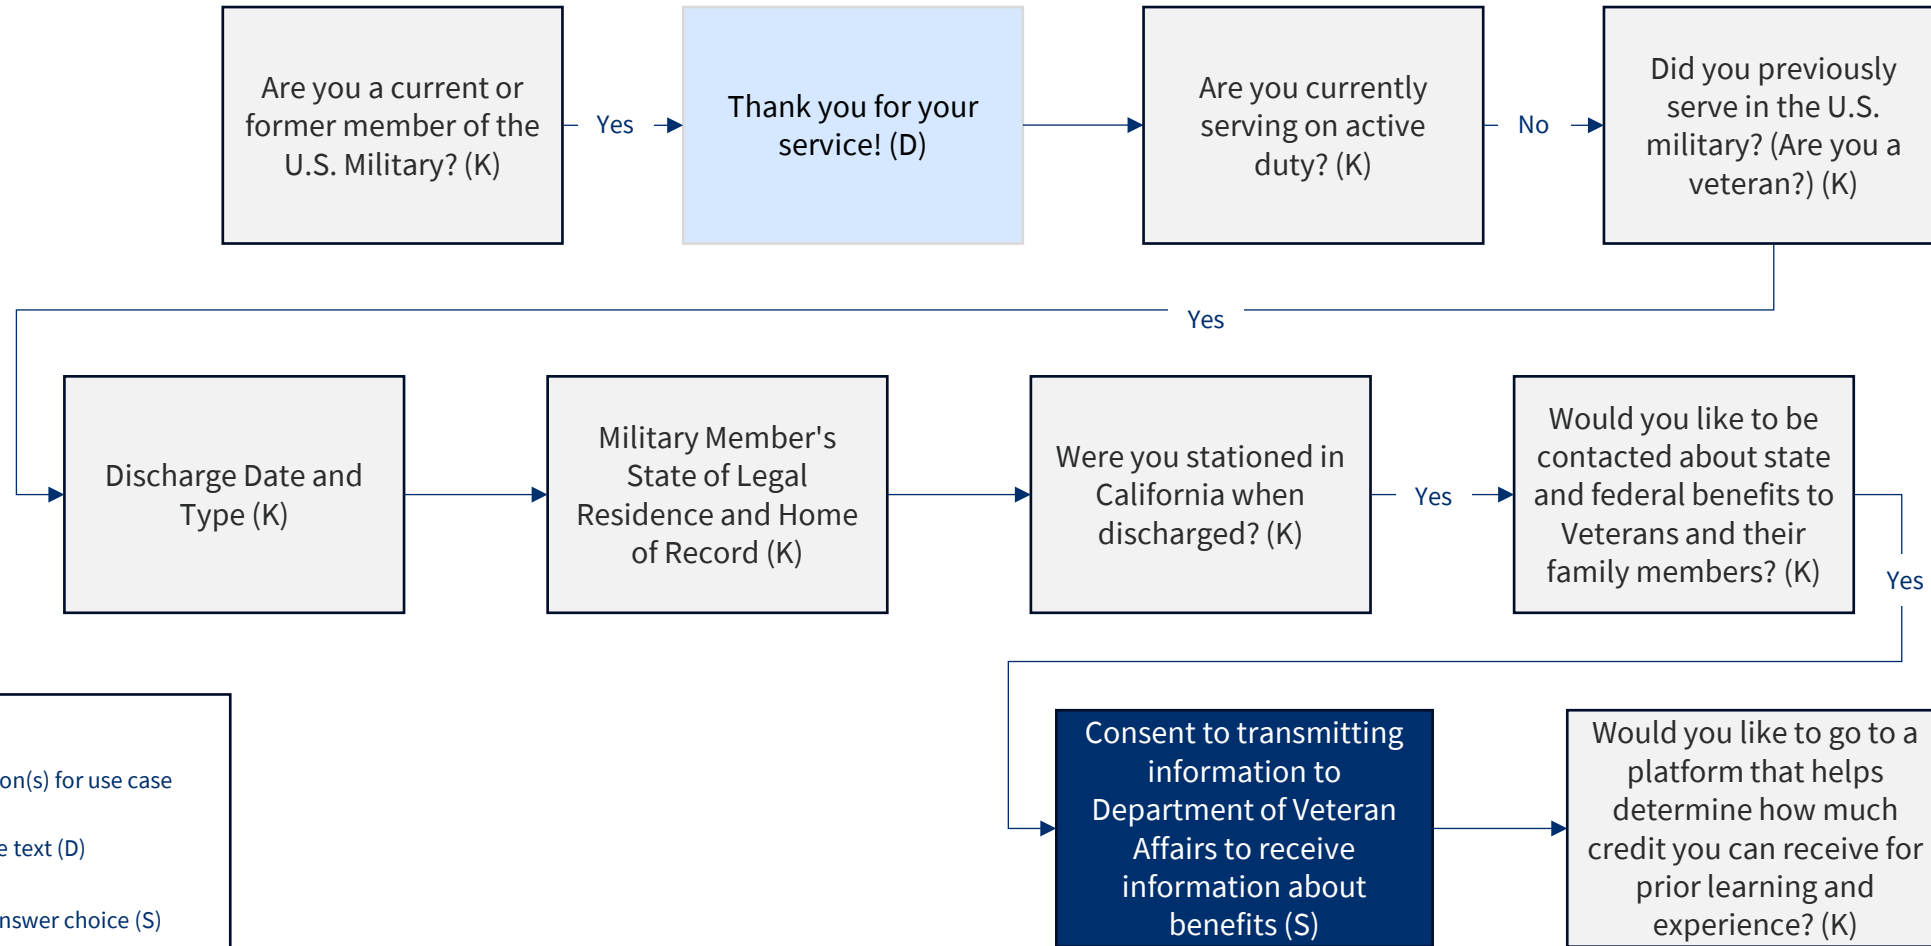 Are you a current or
former member of the
U.S. Military? (K)
Yes
Thank you for your
service! (D)
Are you currently
serving on active
duty? (K)
No
Did you previously
serve in the U.S.
military? (Are you a
veteran?) (K)
Yes
Discharge Date and
Type (K)
Military Member's
State of Legal
Residence and Home
of Record (K)
Were you stationed in
California when
discharged? (K)
Yes
Would you like to be
contacted about state
and federal benefits to
Veterans and their
family members? (K)
Yes
Consent to transmitting
information to
Department of Veteran
Affairs to receive
information about
benefits (S)
Would you like to go to a
platform that helps
determine how much
credit you can receive for
prior learning and
experience? (K)
on(s) for use case
e text (D)
nswer choice (S)